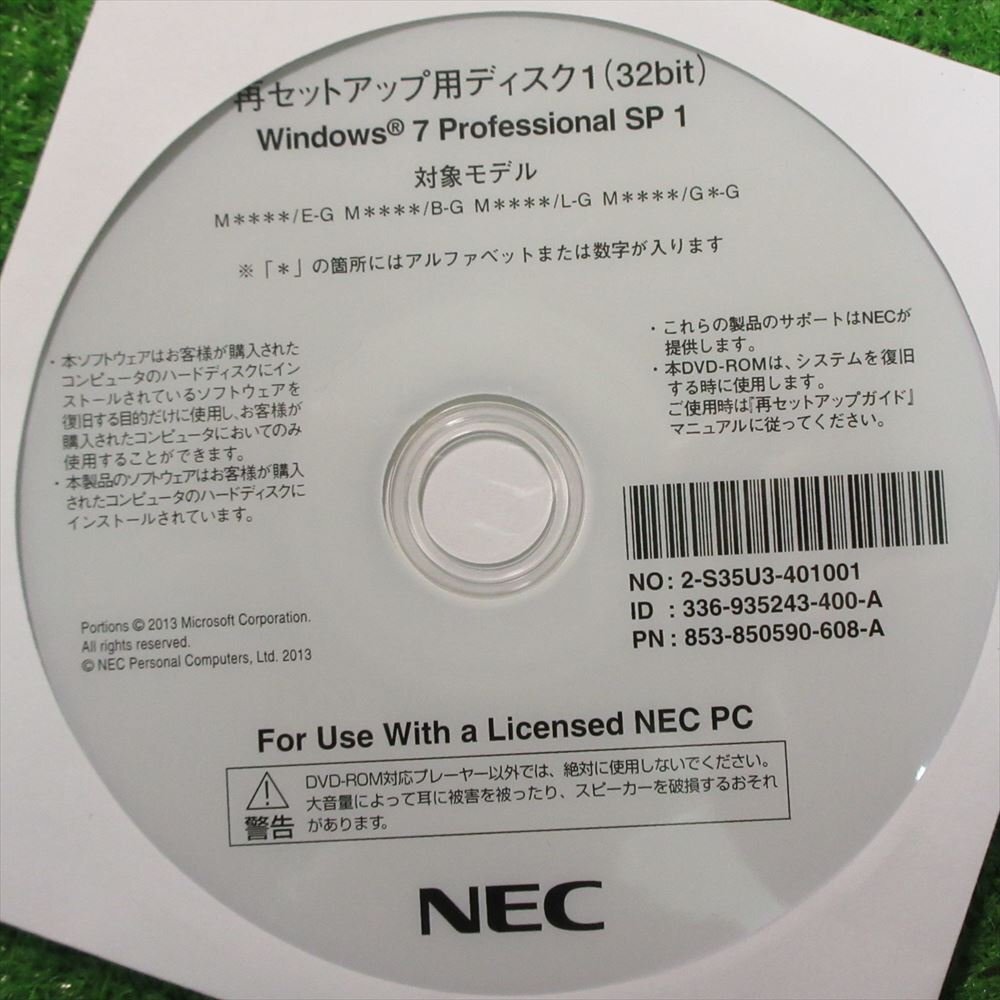 再セットアップ用ディスク1(32bit)
Windows® 7 Professional SP 1
対象モデル
M＊＊＊＊/E-G M＊＊＊＊/B-G M＊＊＊＊/L-G M＊＊＊＊/G＊-G
※「＊」の箇所にはアルファベットまたは数字が入ります
・本ソフトウェアはお客様が購入された
コンピュータのハードディスクにイン
ストールされているソフトウェアを
復旧する目的だけに使用し、お客様が
購入されたコンピュータにおいてのみ
使用することができます。
・本製品のソフトウェアはお客様が購入
されたコンピュータのハードディスクに
インストールされています。
・これらの製品のサポートはNECが
提供します。
・本DVD-ROMは、システムを復旧
する時に使用します。
ご使用時は『再セットアップガイド』
マニュアルに従ってください。
NO: 2-S35U3-401001
ID : 336-935243-400-A
PN : 853-850590-608-A
Portions © 2013 Microsoft Corporation.
All rights reserved.
© NEC Personal Computers, Ltd. 2013
For Use With a Licensed NEC PC
警告
DVD-ROM対応プレーヤー以外では、絶対に使用しないでください。
大音量によって耳に被害を被ったり、スピーカーを破損するおそれ
があります。
NEC